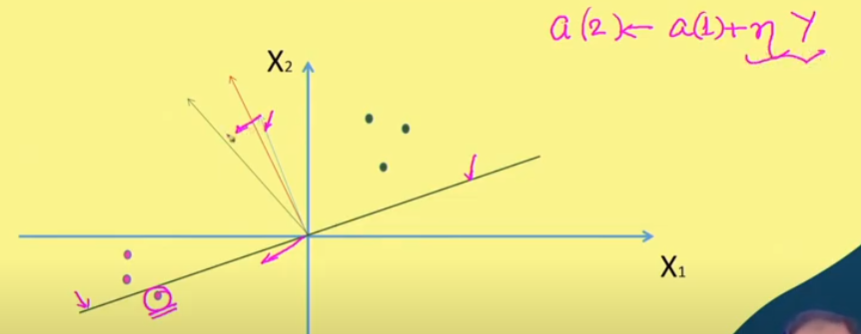 a(2) ← a(1) + η Y
X₂
X₁